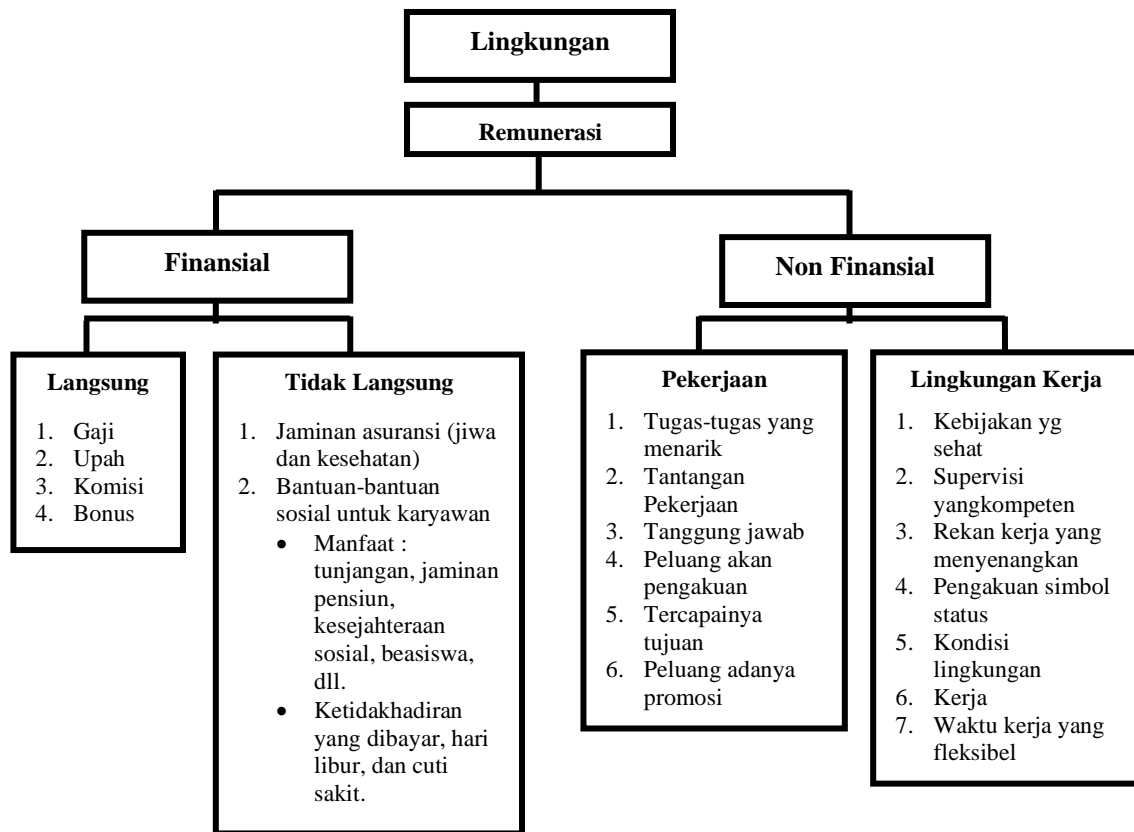 Lingkungan
Remunerasi
Finansial
Non Finansial
Langsung
1. Gaji
2. Upah
3. Komisi
4. Bonus
Tidak Langsung
1. Jaminan asuransi (jiwa
dan kesehatan)
2. Bantuan-bantuan
sosial untuk karyawan
• Manfaat :
tunjangan, jaminan
pensiun,
kesejahteraan
sosial, beasiswa,
dll.
• Ketidakhadiran
yang dibayar, hari
libur, dan cuti
sakit.
Pekerjaan
1. Tugas-tugas yang
menarik
2. Tantangan
Pekerjaan
3. Tanggung jawab
4. Peluang akan
pengakuan
5. Tercapainya
tujuan
6. Peluang adanya
promosi
Lingkungan Kerja
1. Kebijakan yg
sehat
2. Supervisi
yangkompeten
3. Rekan kerja yang
menyenangkan
4. Pengakuan simbol
status
5. Kondisi
lingkungan
6. Kerja
7. Waktu kerja yang
fleksibel